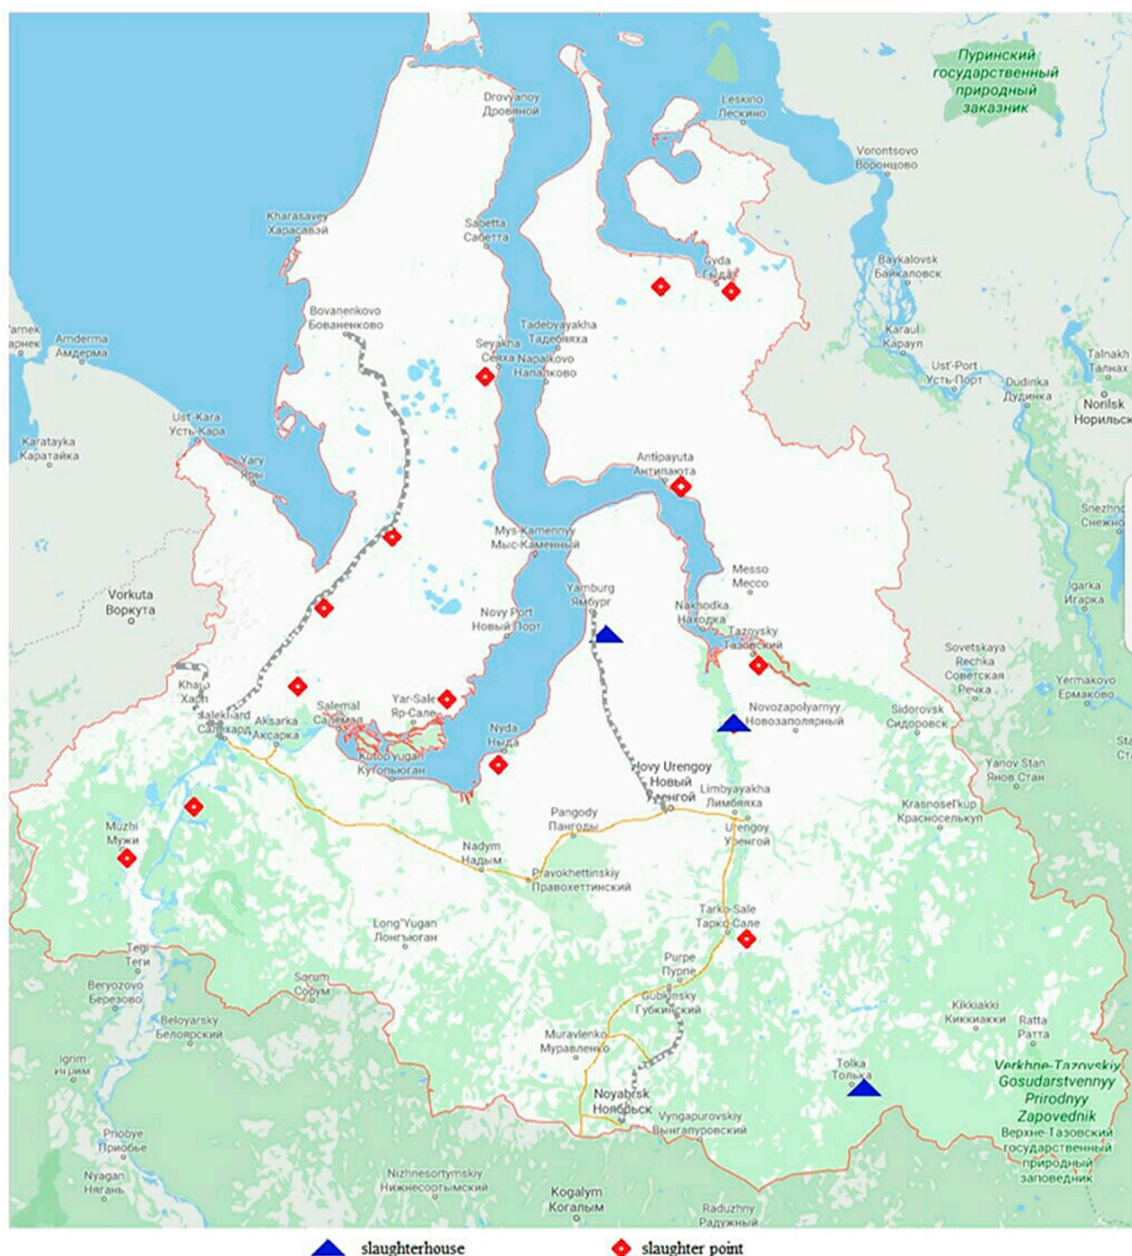 Пуринский
государственный
природный
заказник
Drovyanoy
Дровяной
Leskino
Лескино
Vorontsovo
Воронцово
Kharasavey
Харасавэй
Sabetta
Сабетта
Gyda
Гыда
Baykalovsk
Байкаловск
Bovanenkovo
Бованенково
Tadebyayakha
Тадебяяха
Seyakha
Сеяха
Napalkovo
Напалково
Karaul
Караул
Amderma
Амдерма
Talnakh
Талнах
Ust'-Port
Усть-Порт
Dudinka
Дудинка
Norilsk
Норильск
Ust'-Kara
Усть-Кара
Karatayka
Каратайка
Yary
Яры
Antipayuta
Антипаюта
Mys-Kamennyy
Мыс-Каменный
Messo
Мессо
Igarka
Игарка
Vorkuta
Воркута
Yamburg
Ямбург
Novy Port
Новый Порт
Nakhodka
Находка
Tazovsky
Тазовский
Sovetskaya
Rechka
Советская
Речка
Yermakovo
Ермаково
Yar-Sale
Яр-Сале
Salemal
Салемал
Aksarka
Аксарка
Novozapolyarnyy
Новозаполярный
Sidorovsk
Сидоровск
Nyda
Ныда
Kutop'yugan
Кутопьюган
Yanov Stan
Янов Стан
Limbyayakha
Лимбяяха
Krasnosel'kup
Красноселькуп
Urengoy
Уренгой
Pangody
Пангоды
Muzhi
Мужи
Nadym
Надым
Pravokhettinskiy
Правохеттинский
Long'Yugan
Лонгъюган
Tarko-Sale
Тарко-Сале
Tegi
Теги
Purpe
Пурпе
Beryozovo
Березово
Sorum
Сорум
Gubkinsky
Губкинский
Beloyarsky
Белоярский
Kikkiakki
Киккиакки
Ratta
Ратта
Muravlenko
Муравленко
Igrim
Игрим
Tolka
Толька
Verkhne-Tazovskiy
Gosudarstvennyy
Prirodnyy
Zapovednik
Верхне-Тазовский
государственный
природный
заповедник
Noyabrsk
Ноябрьск
Vyngapurovskiy
Вынгапуровский
Priobye
Приобье
Nyagan
Нягань
Nizhnesortymskiy
Нижнесортымский
Kogalym
Когалым
Raduzhny
Радужный
slaughterhouse
slaughter point